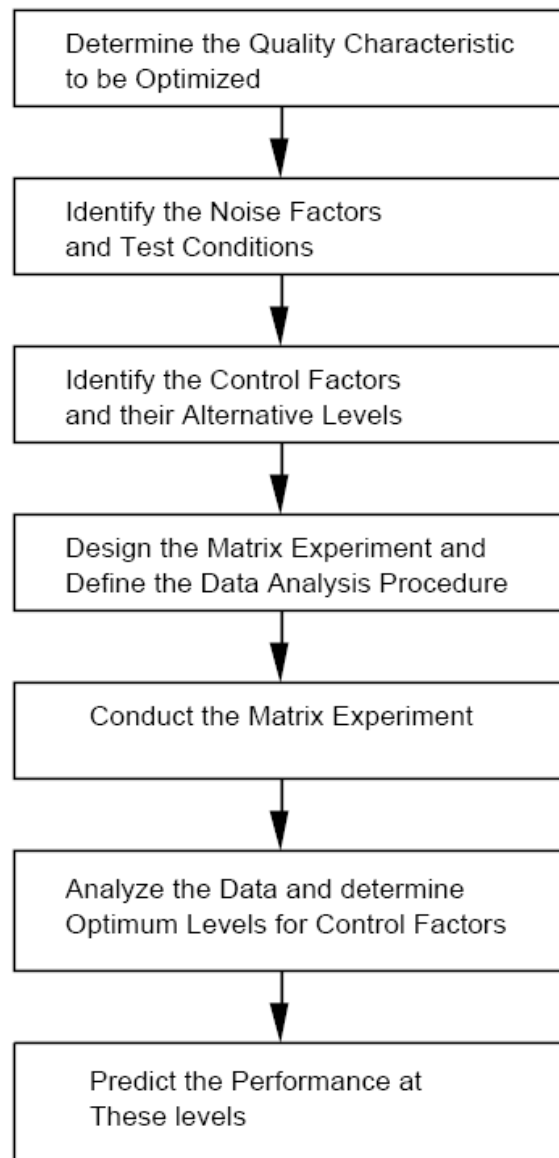 Determine the Quality Characteristic
to be Optimized
Identify the Noise Factors
and Test Conditions
Identify the Control Factors
and their Alternative Levels
Design the Matrix Experiment and
Define the Data Analysis Procedure
Conduct the Matrix Experiment
Analyze the Data and determine
Optimum Levels for Control Factors
Predict the Performance at
These levels